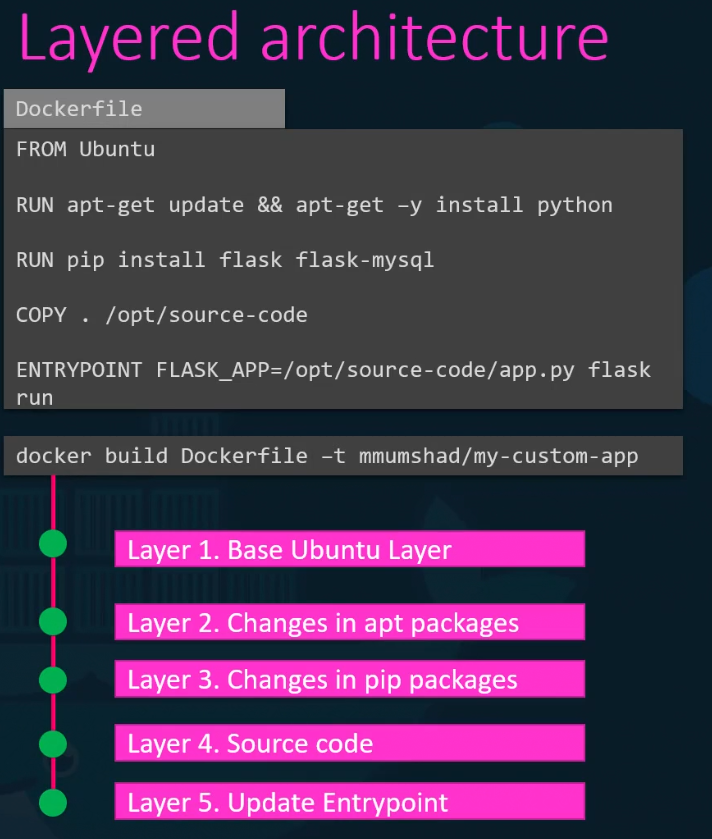 Layered architecture
Dockerfile
FROM Ubuntu
RUN apt-get update && apt-get –y install python
RUN pip install flask flask-mysql
COPY . /opt/source-code
ENTRYPOINT FLASK_APP=/opt/source-code/app.py flask
run
docker build Dockerfile –t mmumshad/my-custom-app
Layer 1. Base Ubuntu Layer
Layer 2. Changes in apt packages
Layer 3. Changes in pip packages
Layer 4. Source code
Layer 5. Update Entrypoint